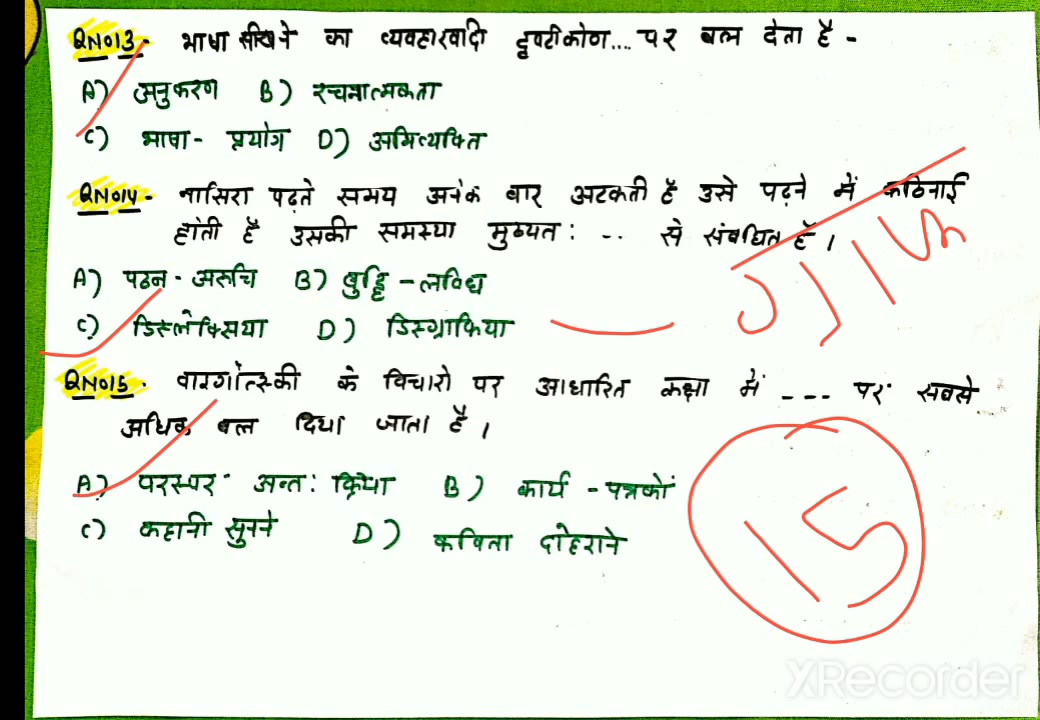 QNO13- भाषा सीखने का व्यवहारवादी दृष्टीकोण... पर बल देता है -
A) अनुकरण B) रचनात्मकता
C) भाषा - प्रयोग D) अभिव्यक्ति
QNO14- नासिरा पढ़ते समय अनेक बार अटकती है उसे पढ़ने में कठिनाई
होती है उसकी समस्या मुख्यत: ... से संबंधित है।
A) पठन - अरुचि B) बुद्धि - लब्धि
C) डिस्लेक्सिया D) डिस्ग्राफिया
QNO15- वाइगोत्स्की के विचारो पर आधारित कक्षा में --- पर सबसे
अधिक बल दिया जाता है।
A) परस्पर - अन्त: क्रिया B) कार्य - पत्रकों
C) कहानी सुनने D) कविता दोहराने
15
XRecorder